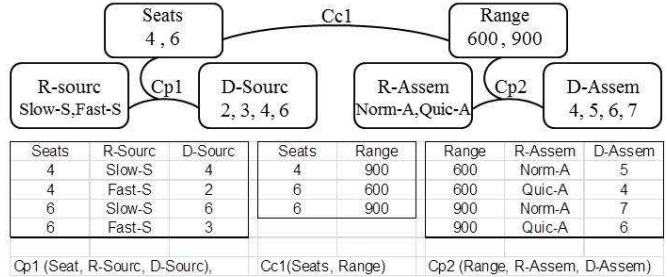 Seats
4 , 6
Cc1
Range
600, 900
R-sourc
Slow-S,Fast-S
Cp1
D-Sourc
2, 3, 4, 6
R-Assem
Norm-A,Quic-A
Cp2
D-Assem
4, 5, 6, 7
Seats R-Sourc D-Sourc
4 Slow-S 4
4 Fast-S 2
6 Slow-S 6
6 Fast-S 3
Seats Range
4 900
6 600
6 900
Range R-Assem D-Assem
600 Norm-A 5
600 Quic-A 4
900 Norm-A 7
900 Quic-A 6
Cp1 (Seat, R-Sourc, D-Sourc),
Cc1(Seats, Range)
Cp2 (Range, R-Assem, D-Assem)